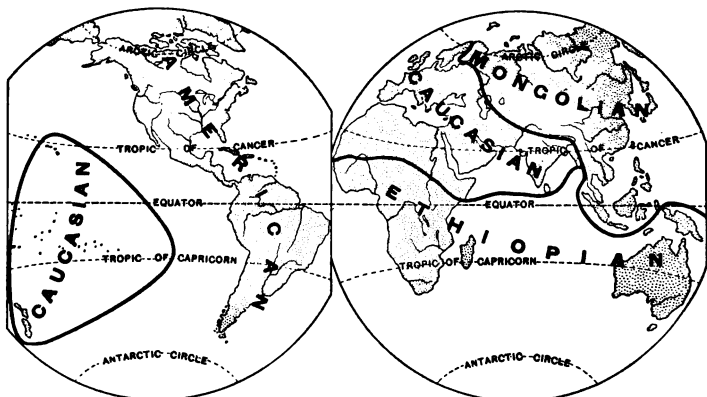 ARCTIC CIRCLE
AMERICAN
TROPIC OF CANCER
CAUCASIAN
EQUATOR
TROPIC OF CAPRICORN
ANTARCTIC CIRCLE
ARCTIC CIRCLE
MONGOLIAN
CAUCASIAN
TROPIC OF CANCER
ETHIOPIAN
EQUATOR
TROPIC OF CAPRICORN
ANTARCTIC CIRCLE